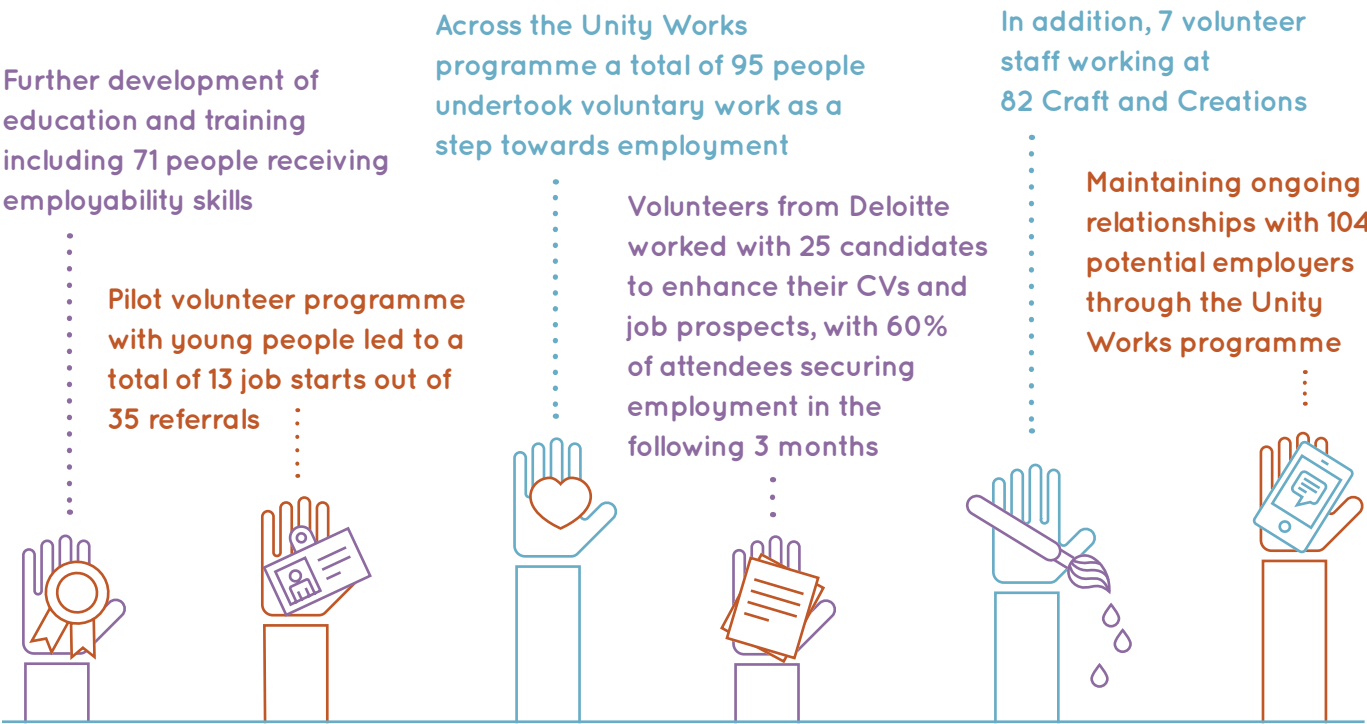 Further development of
education and training
including 71 people receiving
employability skills
Pilot volunteer programme
with young people led to a
total of 13 job starts out of
35 referrals
Across the Unity Works
programme a total of 95 people
undertook voluntary work as a
step towards employment
Volunteers from Deloitte
worked with 25 candidates
to enhance their CVs and
job prospects, with 60%
of attendees securing
employment in the
following 3 months
In addition, 7 volunteer
staff working at
82 Craft and Creations
Maintaining ongoing
relationships with 104
potential employers
through the Unity
Works programme